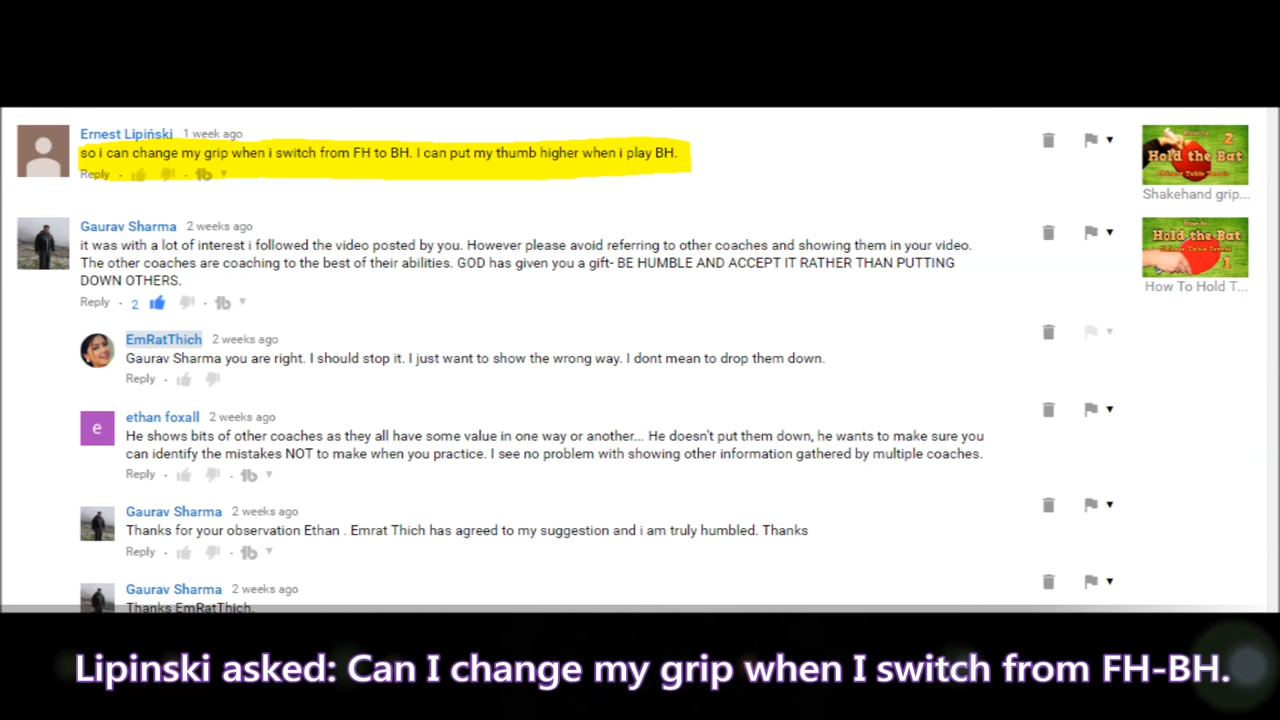 Ernest Lipiński 1 week ago
so i can change my grip when i switch from FH to BH. I can put my thumb higher when i play BH.
Reply
How to
Hold the Bat 2
Shakehand grip...
Gaurav Sharma 2 weeks ago
it was with a lot of interest i followed the video posted by you. However please avoid referring to other coaches and showing them in your video.
The other coaches are coaching to the best of their abilities. GOD has given you a gift- BE HUMBLE AND ACCEPT IT RATHER THAN PUTTING
DOWN OTHERS.
Reply · 2
Hold the Bat
1
How To Hold T...
EmRatThich 2 weeks ago
Gaurav Sharma you are right. I should stop it. I just want to show the wrong way. I dont mean to drop them down.
Reply
e
ethan foxall 2 weeks ago
He shows bits of other coaches as they all have some value in one way or another... He doesn't put them down, he wants to make sure you
can identify the mistakes NOT to make when you practice. I see no problem with showing other information gathered by multiple coaches.
Reply
Gaurav Sharma 2 weeks ago
Thanks for your observation Ethan . Emrat Thich has agreed to my suggestion and i am truly humbled. Thanks
Reply
Gaurav Sharma 2 weeks ago
Thanks EmRatThich.
Lipinski asked: Can I change my grip when I switch from FH-BH.